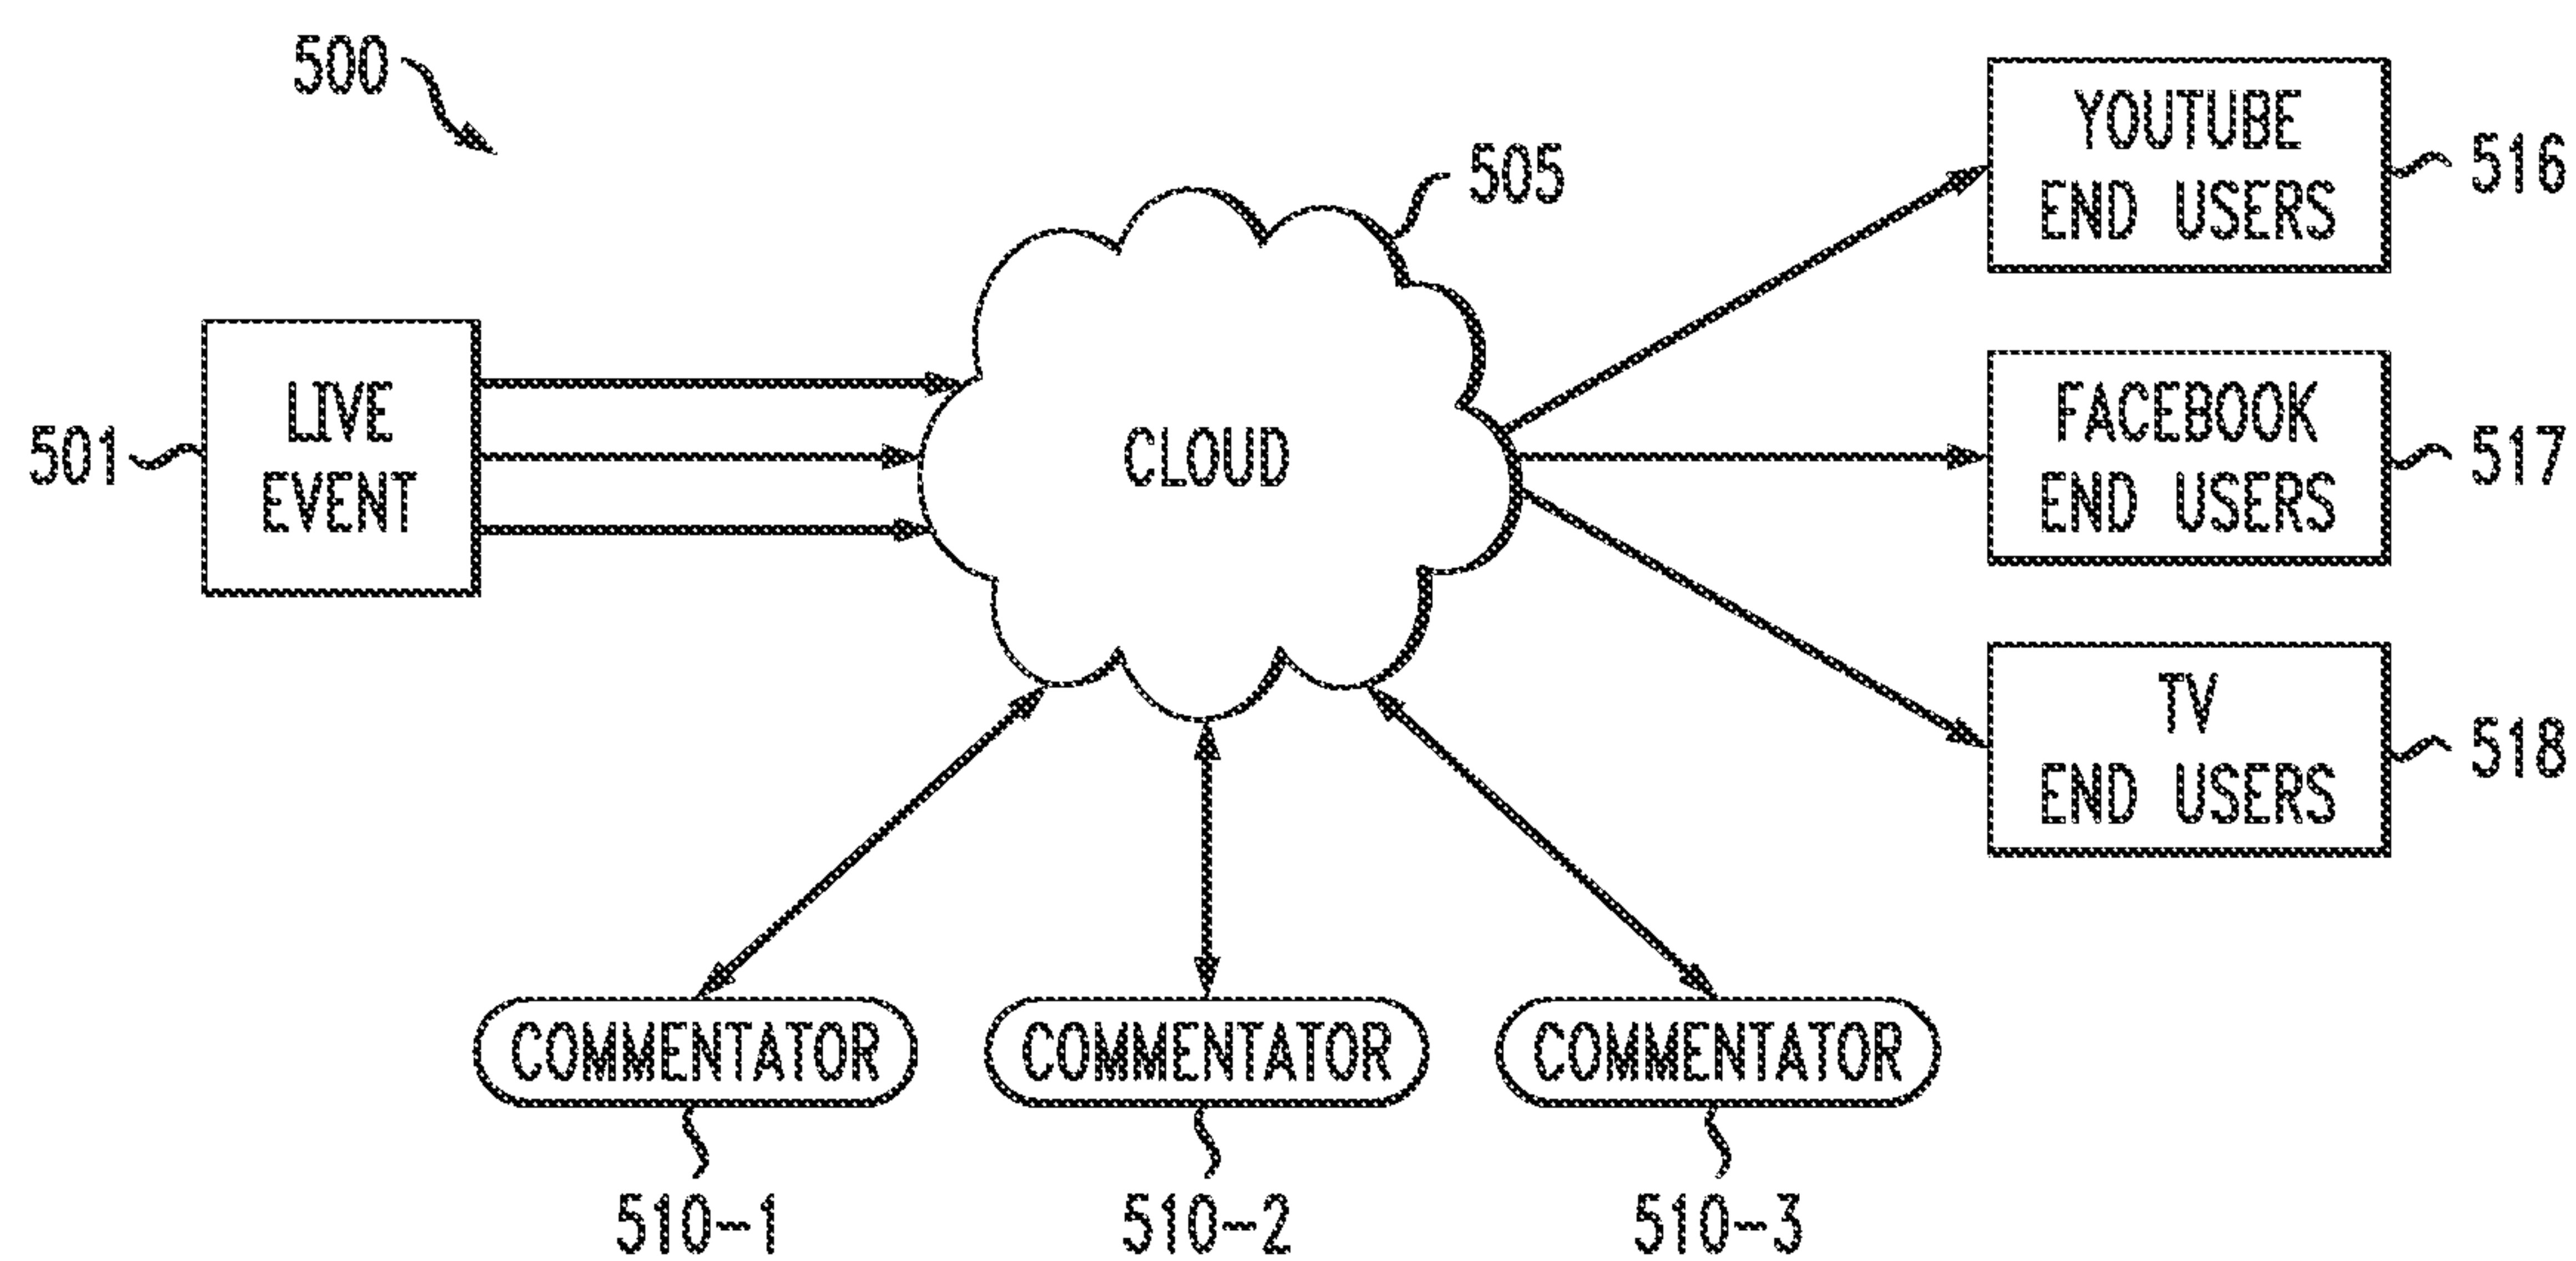 500
505
YOUTUBE
END USERS
516
LIVE
EVENT
501
CLOUD
FACEBOOK
END USERS
517
TV
END USERS
518
COMMENTATOR
COMMENTATOR
COMMENTATOR
510-1
510-2
510-3